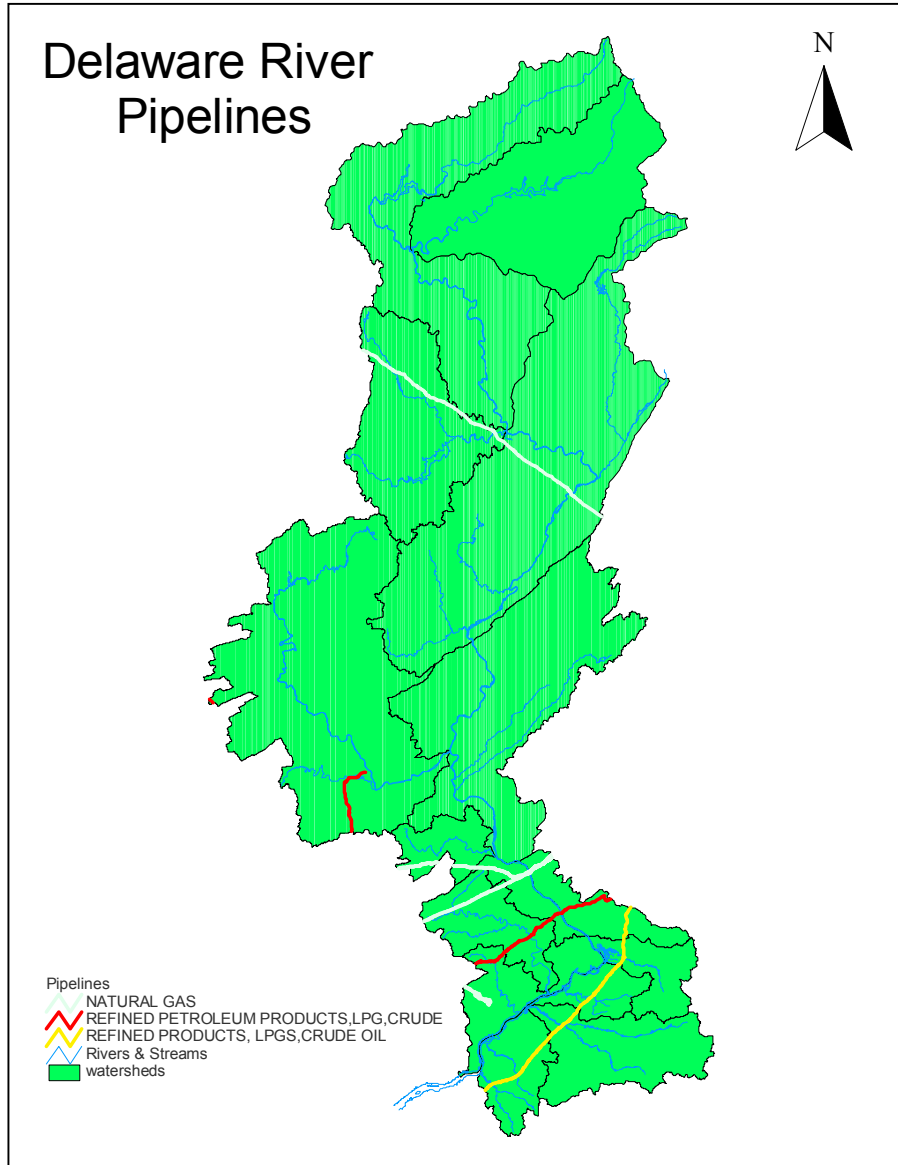 Delaware River
Pipelines
N
Pipelines
NATURAL GAS
REFINED PETROLEUM PRODUCTS,LPG,CRUDE
REFINED PRODUCTS, LPGS,CRUDE OIL
Rivers & Streams
watersheds